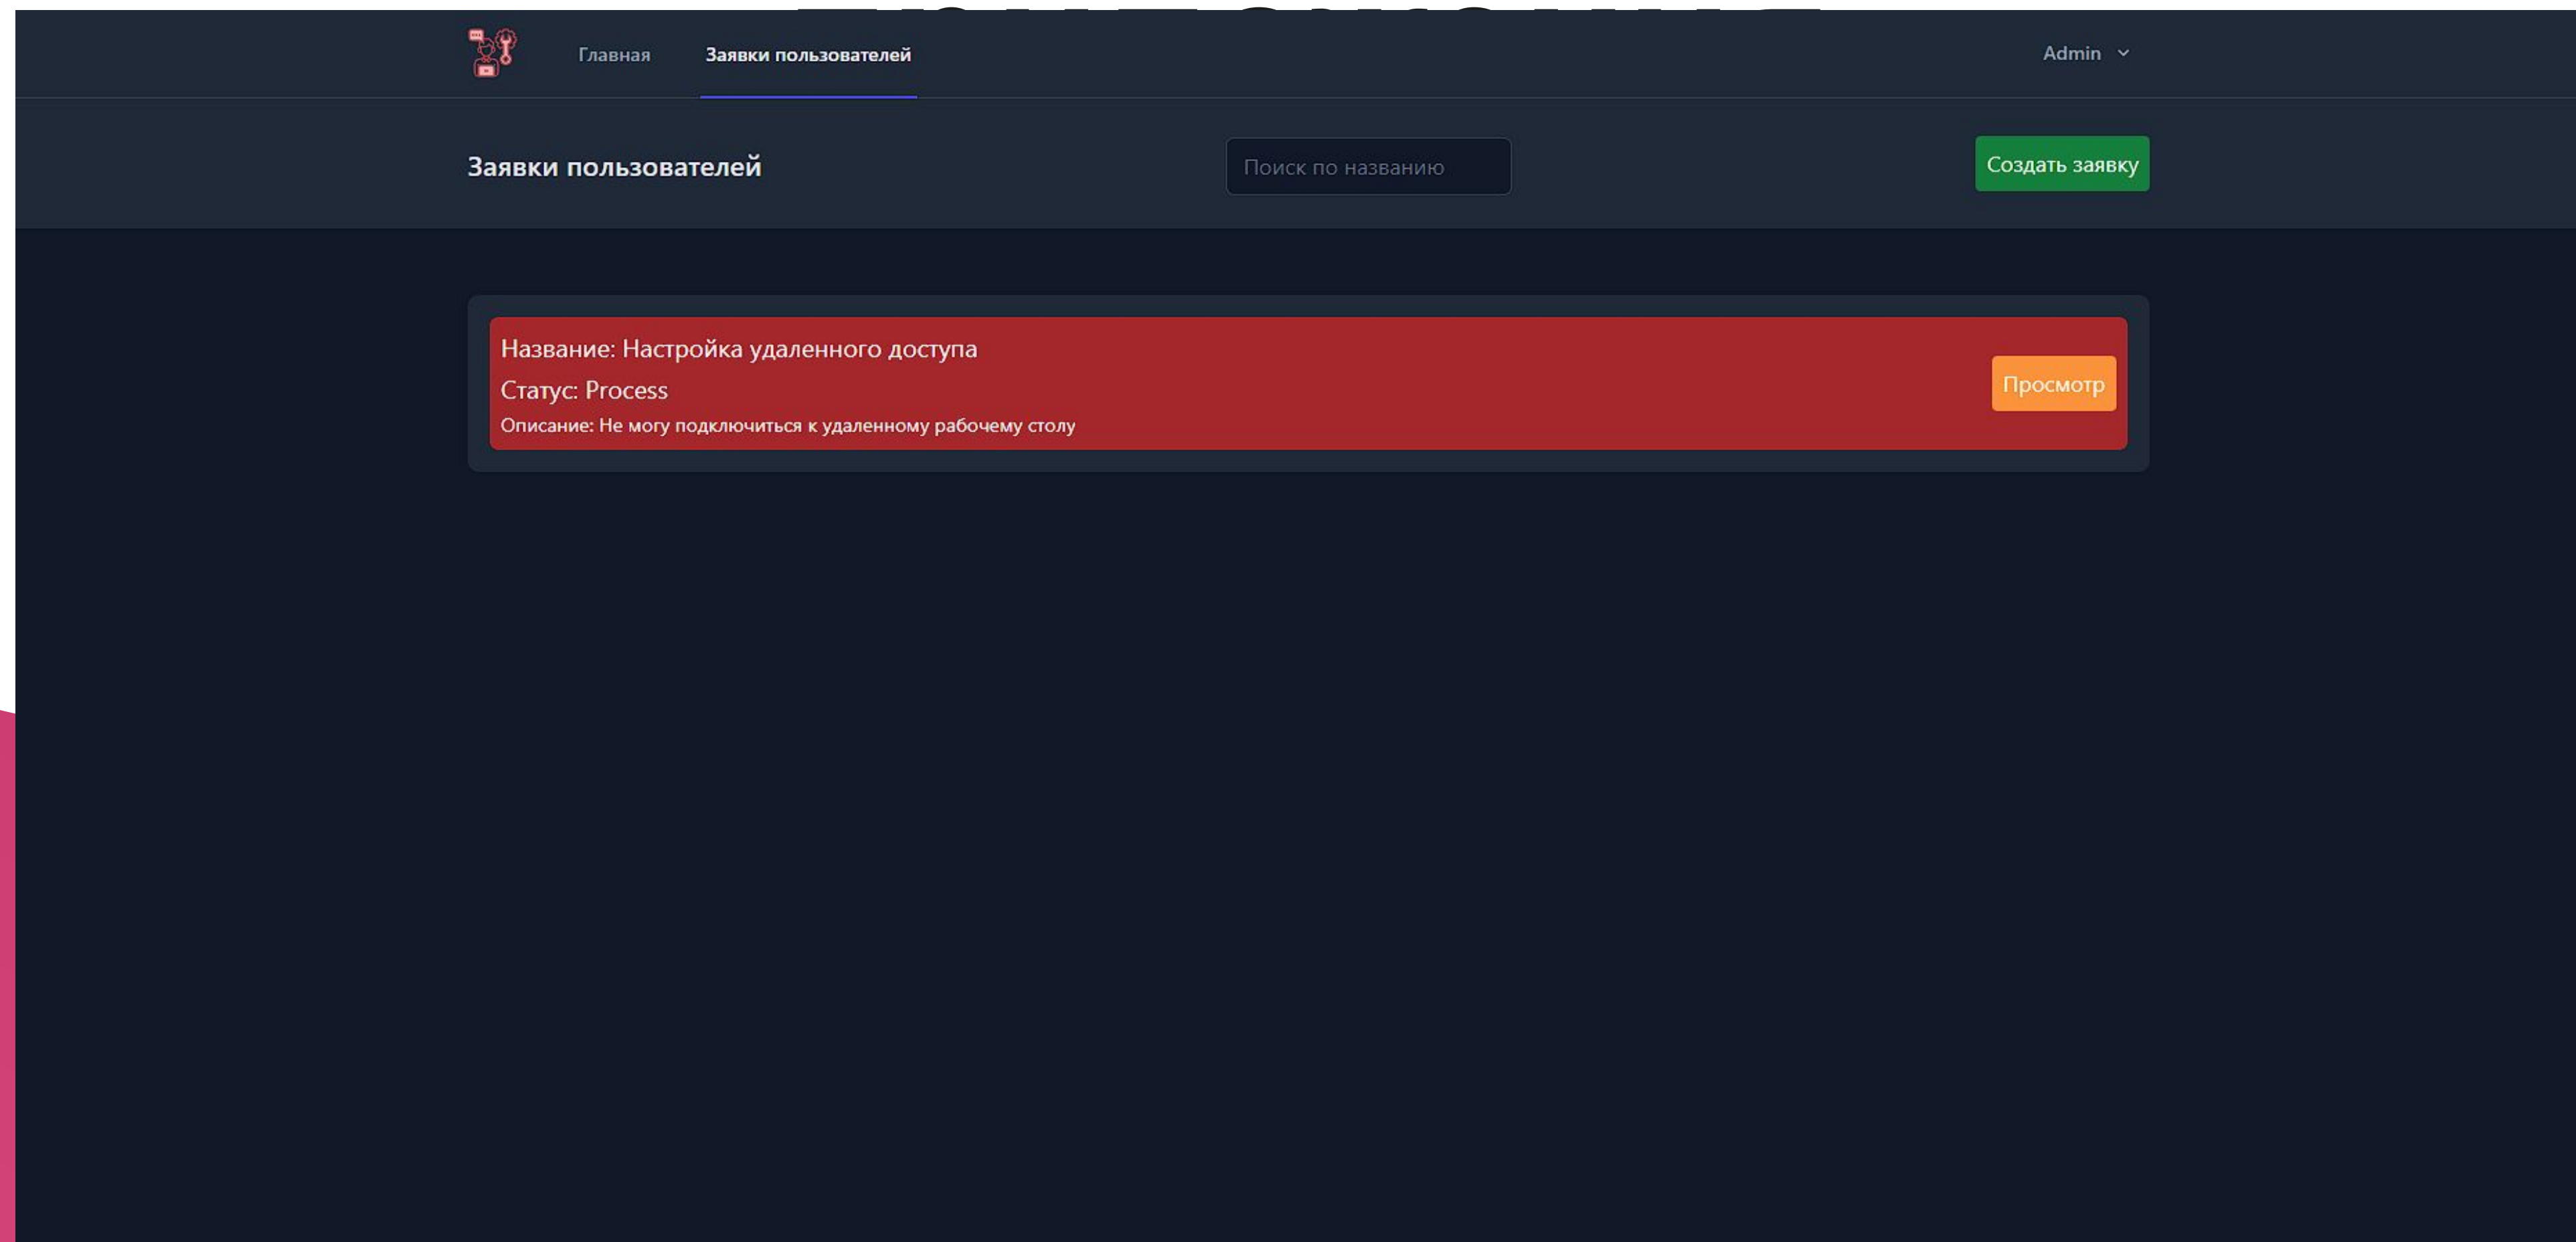 Главная
Заявки пользователей
Admin
Заявки пользователей
Поиск по названию
Создать заявку
Название: Настройка удаленного доступа
Статус: Process
Описание: Не могу подключиться к удаленному рабочему столу
Просмотр